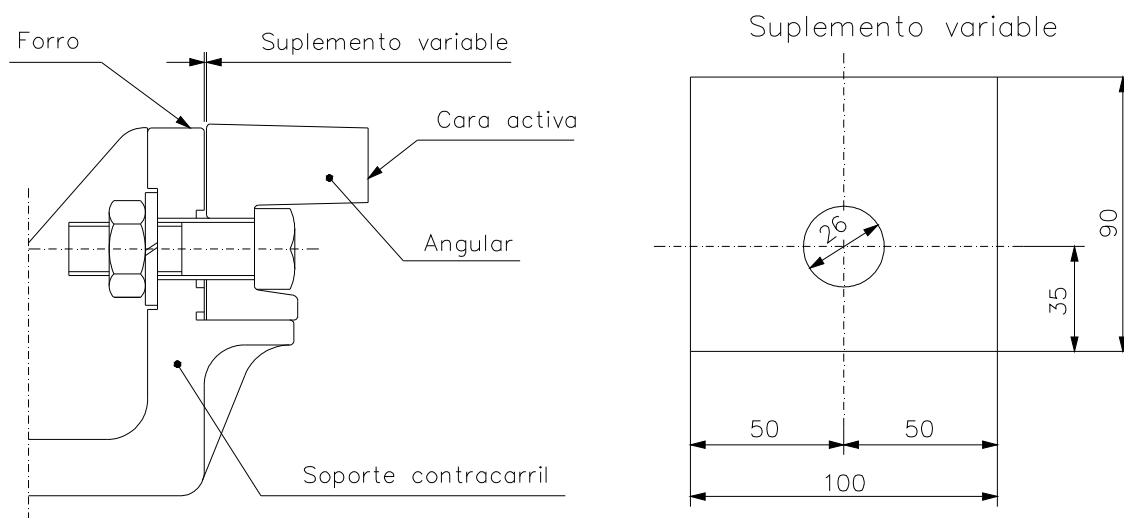 Forro
Suplemento variable
Cara activa
Angular
Soporte contracarril
Suplemento variable
26
90
35
50
50
100